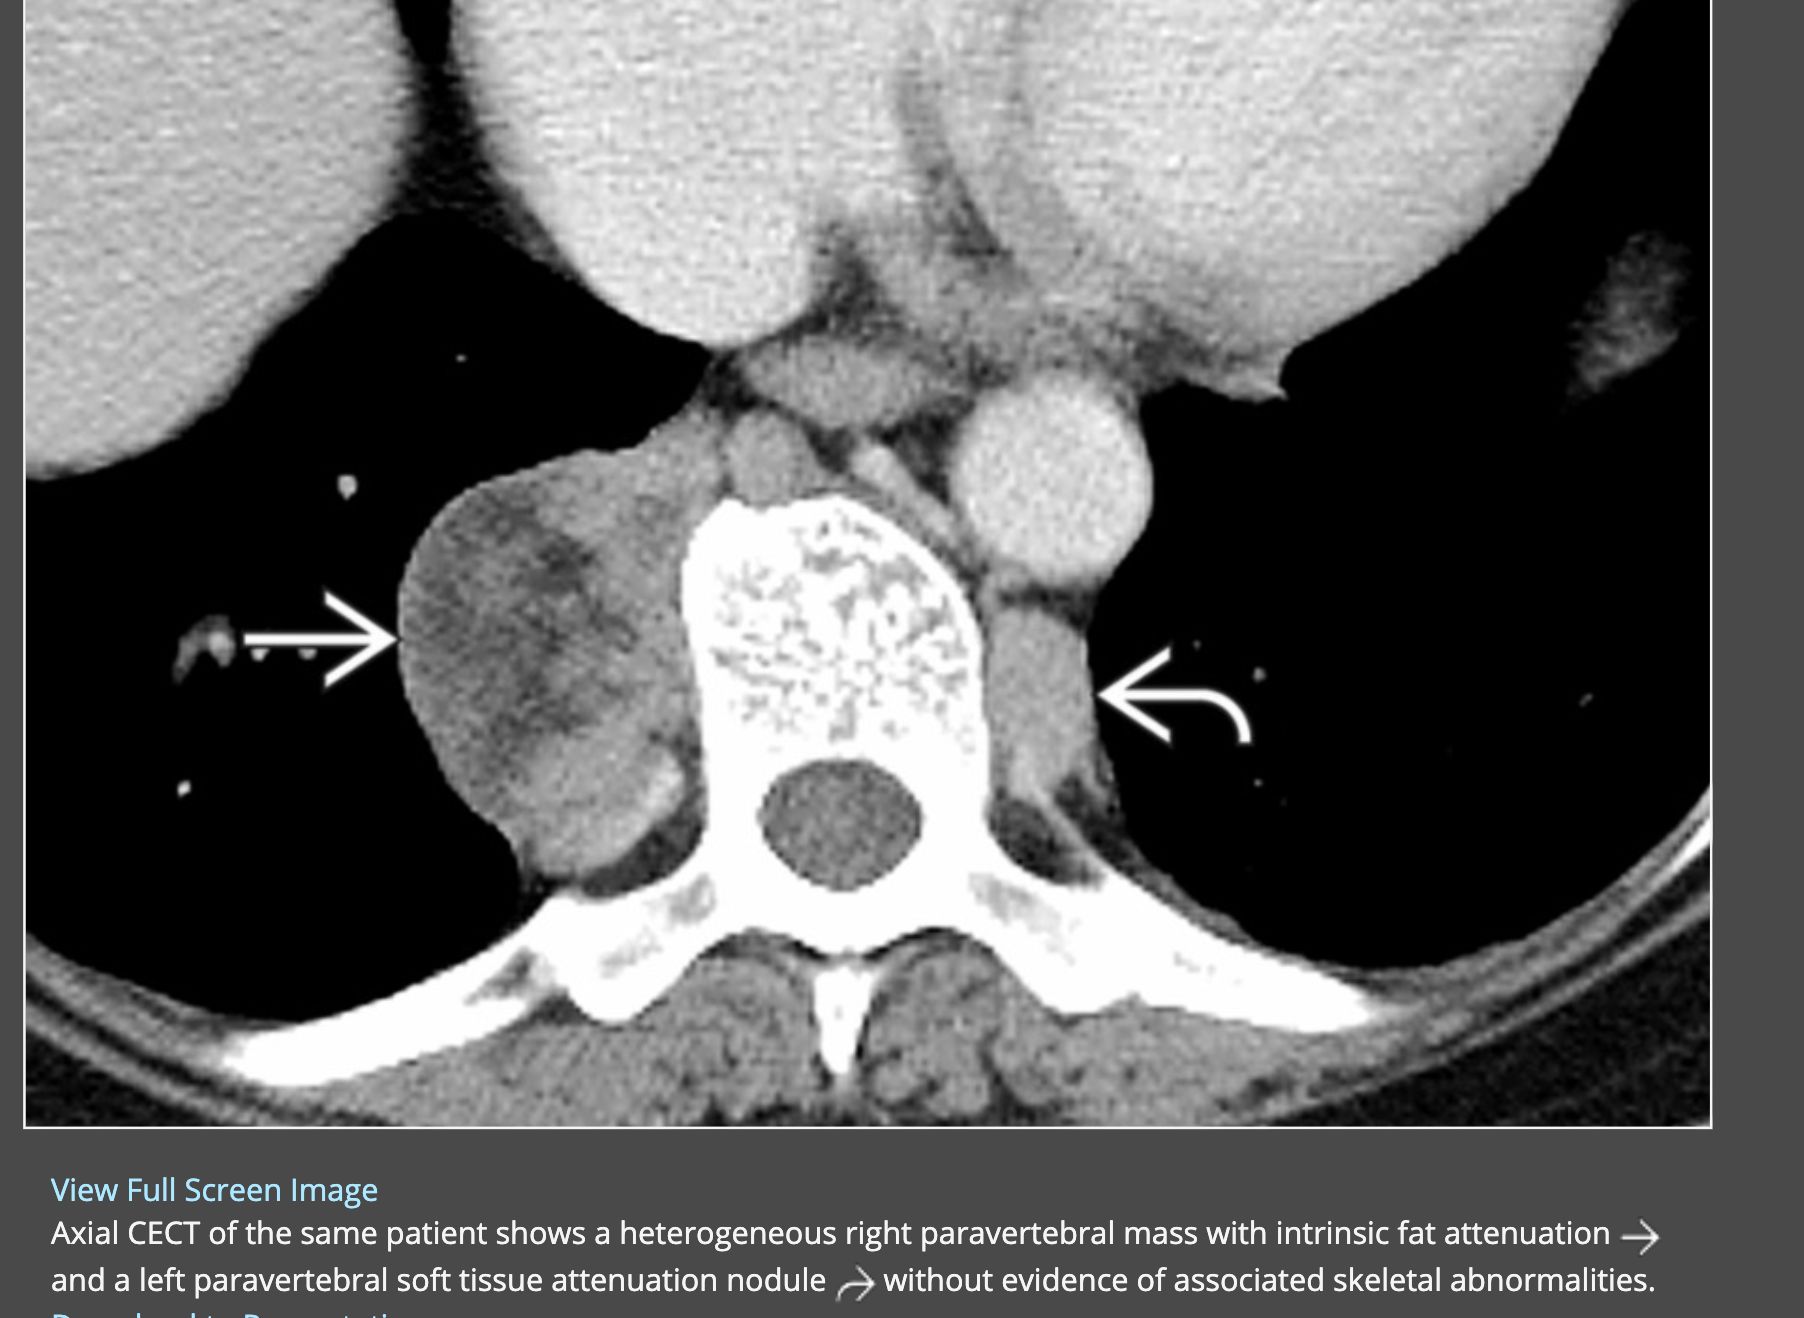 View Full Screen Image
Axial CECT of the same patient shows a heterogeneous right paravertebral mass with intrinsic fat attenuation
and a left paravertebral soft tissue attenuation nodule without evidence of associated skeletal abnormalities.